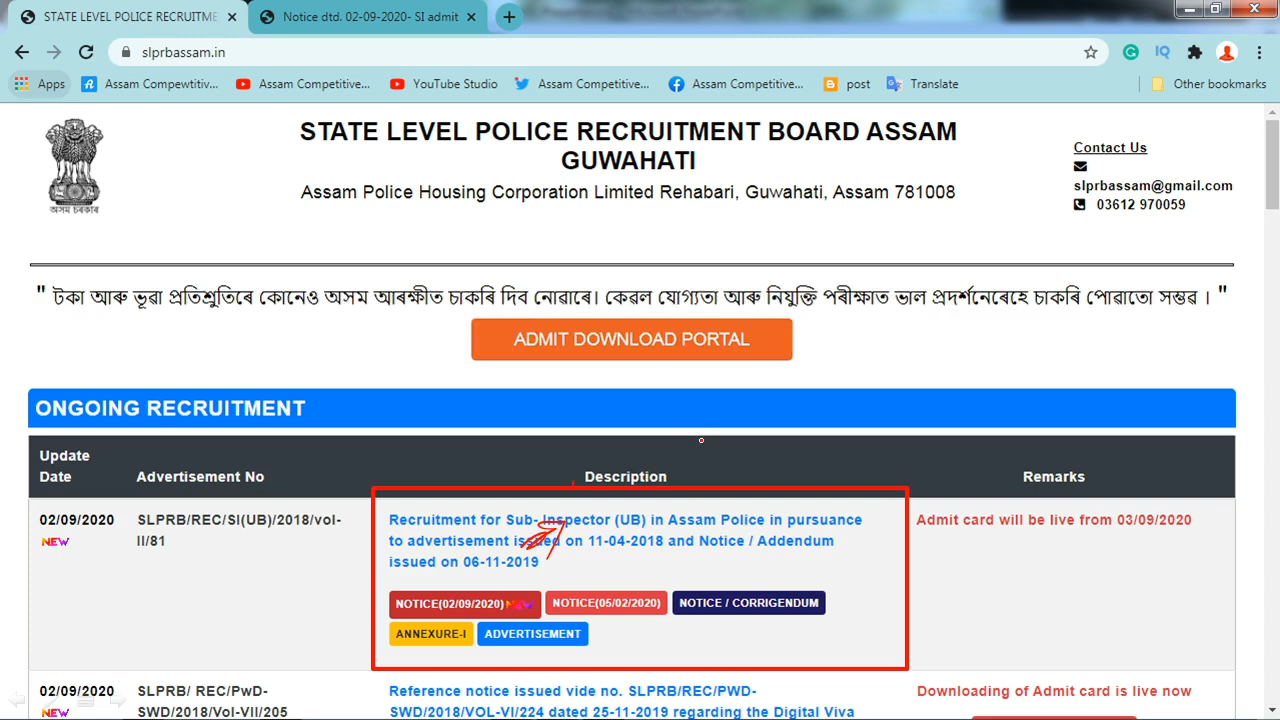 STATE LEVEL POLICE RECRUITME
Notice dtd. 02-09-2020- SI admit
slprbassam.in
Apps
Assam Compewtitiv...
Assam Competitive...
YouTube Studio
Assam Competitive...
Assam Competitive...
post
Translate
Other bookmarks
STATE LEVEL POLICE RECRUITMENT BOARD ASSAM
GUWAHATI
Assam Police Housing Corporation Limited Rehabari, Guwahati, Assam 781008
Contact Us
slprbassam@gmail.com
03612 970059
অসম চৰকাৰ
" টকা আৰু ভূৱা প্ৰতিশ্ৰুতিৰে কোনেও অসম আৰক্ষীত চাকৰি দিব নোৱাৰে। কেৱল যোগ্যতা আৰু নিযুক্তি পৰীক্ষাত ভাল প্ৰদৰ্শনেৰেহে চাকৰি পোৱাতো সম্ভৱ । "
ADMIT DOWNLOAD PORTAL
ONGOING RECRUITMENT
Update
Date
Advertisement No
Description
Remarks
02/09/2020
NEW
SLPRB/REC/SI(UB)/2018/vol-
II/81
Recruitment for Sub- Inspector (UB) in Assam Police in pursuance
to advertisement issued on 11-04-2018 and Notice / Addendum
issued on 06-11-2019
NOTICE(02/09/2020) NEW
NOTICE(05/02/2020)
NOTICE / CORRIGENDUM
ANNEXURE-I
ADVERTISEMENT
Admit card will be live from 03/09/2020
02/09/2020
NEW
SLPRB/ REC/PwD-
SWD/2018/Vol-VII/205
Reference notice issued vide no. SLPRB/REC/PWD-
SWD/2018/VOL-VI/224 dated 25-11-2019 regarding the Digital Viva
Downloading of Admit card is live now